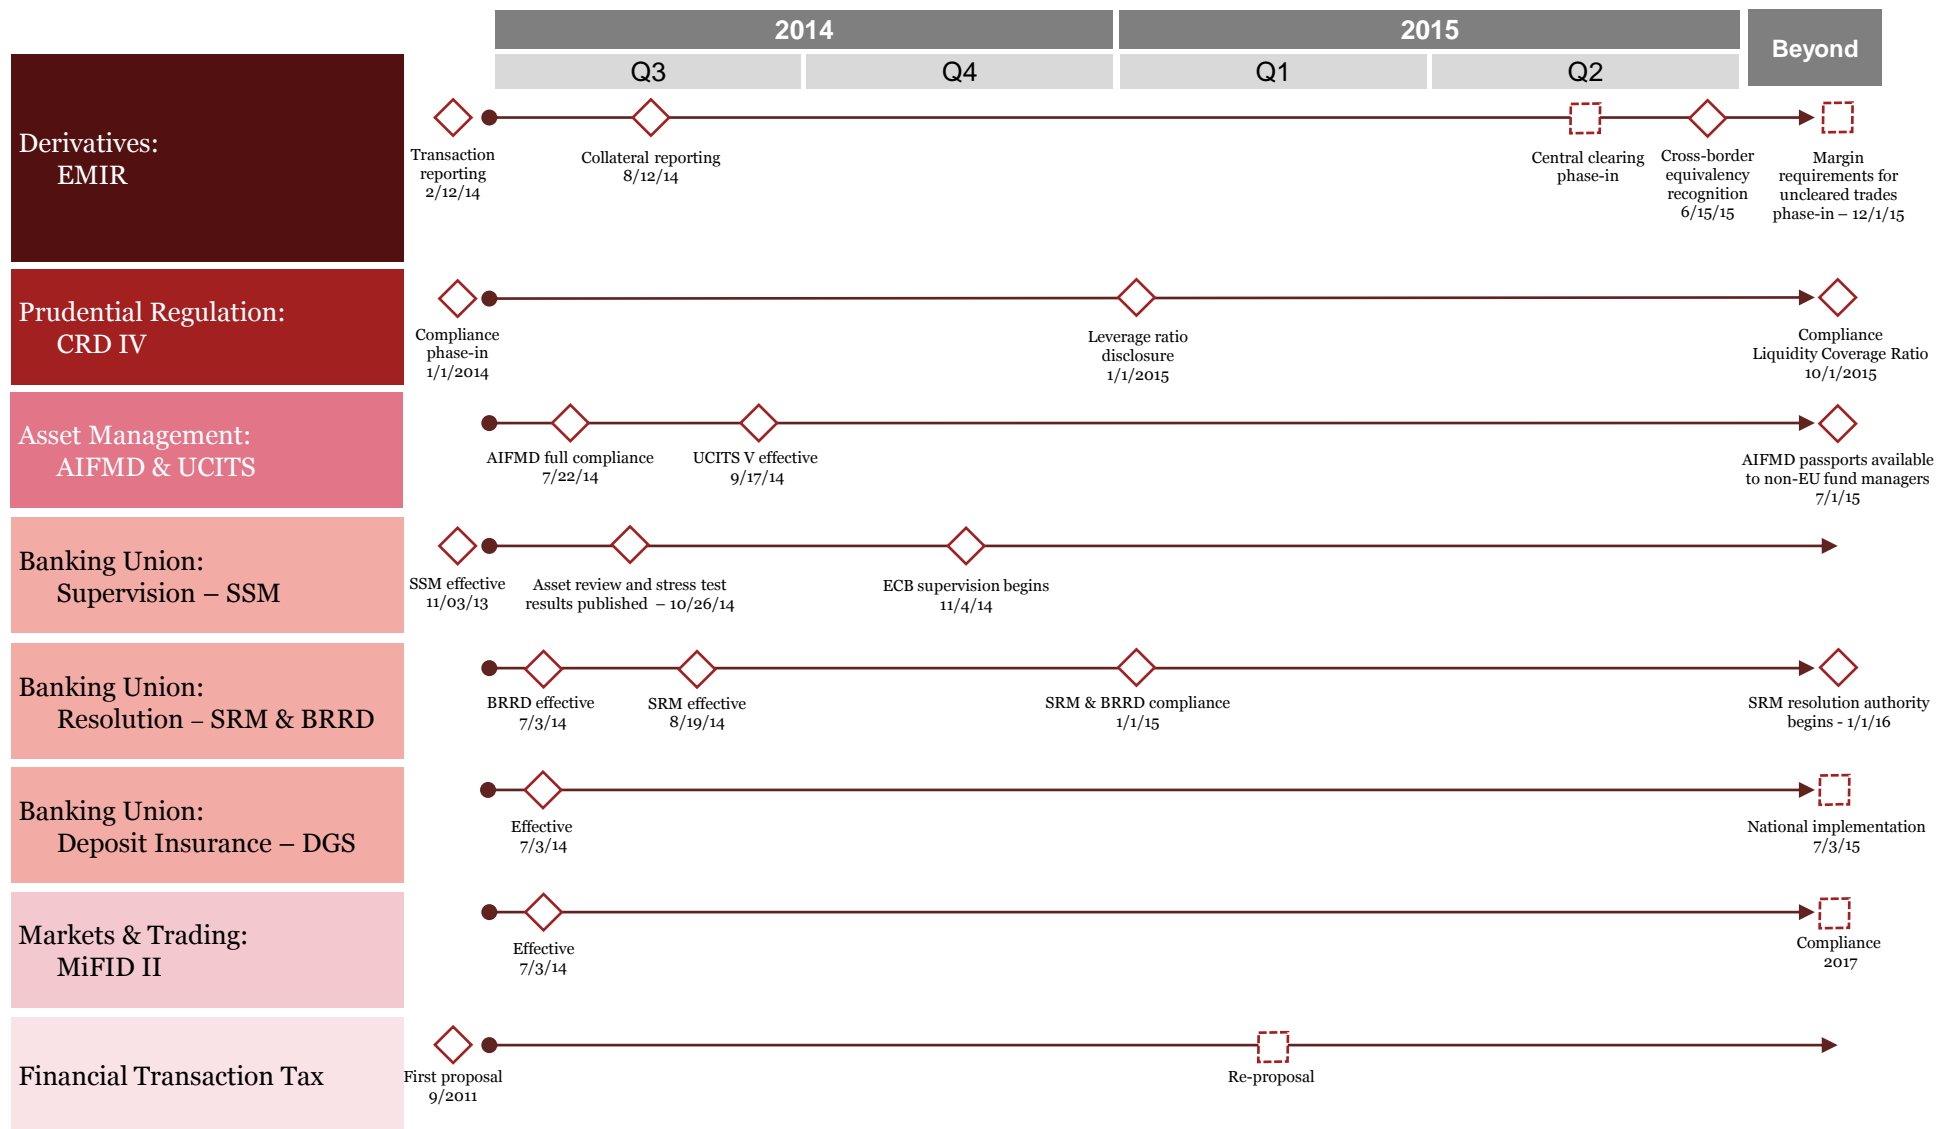 2014
2015
Beyond
Q3
Q4
Q1
Q2
Derivatives:
EMIR
Transaction
reporting
2/12/14
Collateral reporting
8/12/14
Central clearing
phase-in
Cross-border
equivalency
recognition
6/15/15
Margin
requirements for
uncleared trades
phase-in – 12/1/15
Prudential Regulation:
CRD IV
Compliance
phase-in
1/1/2014
Leverage ratio
disclosure
1/1/2015
Compliance
Liquidity Coverage Ratio
10/1/2015
Asset Management:
AIFMD & UCITS
AIFMD full compliance
7/22/14
UCITS V effective
9/17/14
AIFMD passports available
to non-EU fund managers
7/1/15
Banking Union:
Supervision – SSM
SSM effective
11/03/13
Asset review and stress test
results published – 10/26/14
ECB supervision begins
11/4/14
Banking Union:
Resolution – SRM & BRRD
BRRD effective
7/3/14
SRM effective
8/19/14
SRM & BRRD compliance
1/1/15
SRM resolution authority
begins - 1/1/16
Banking Union:
Deposit Insurance – DGS
Effective
7/3/14
National implementation
7/3/15
Markets & Trading:
MiFID II
Effective
7/3/14
Compliance
2017
Financial Transaction Tax
First proposal
9/2011
Re-proposal